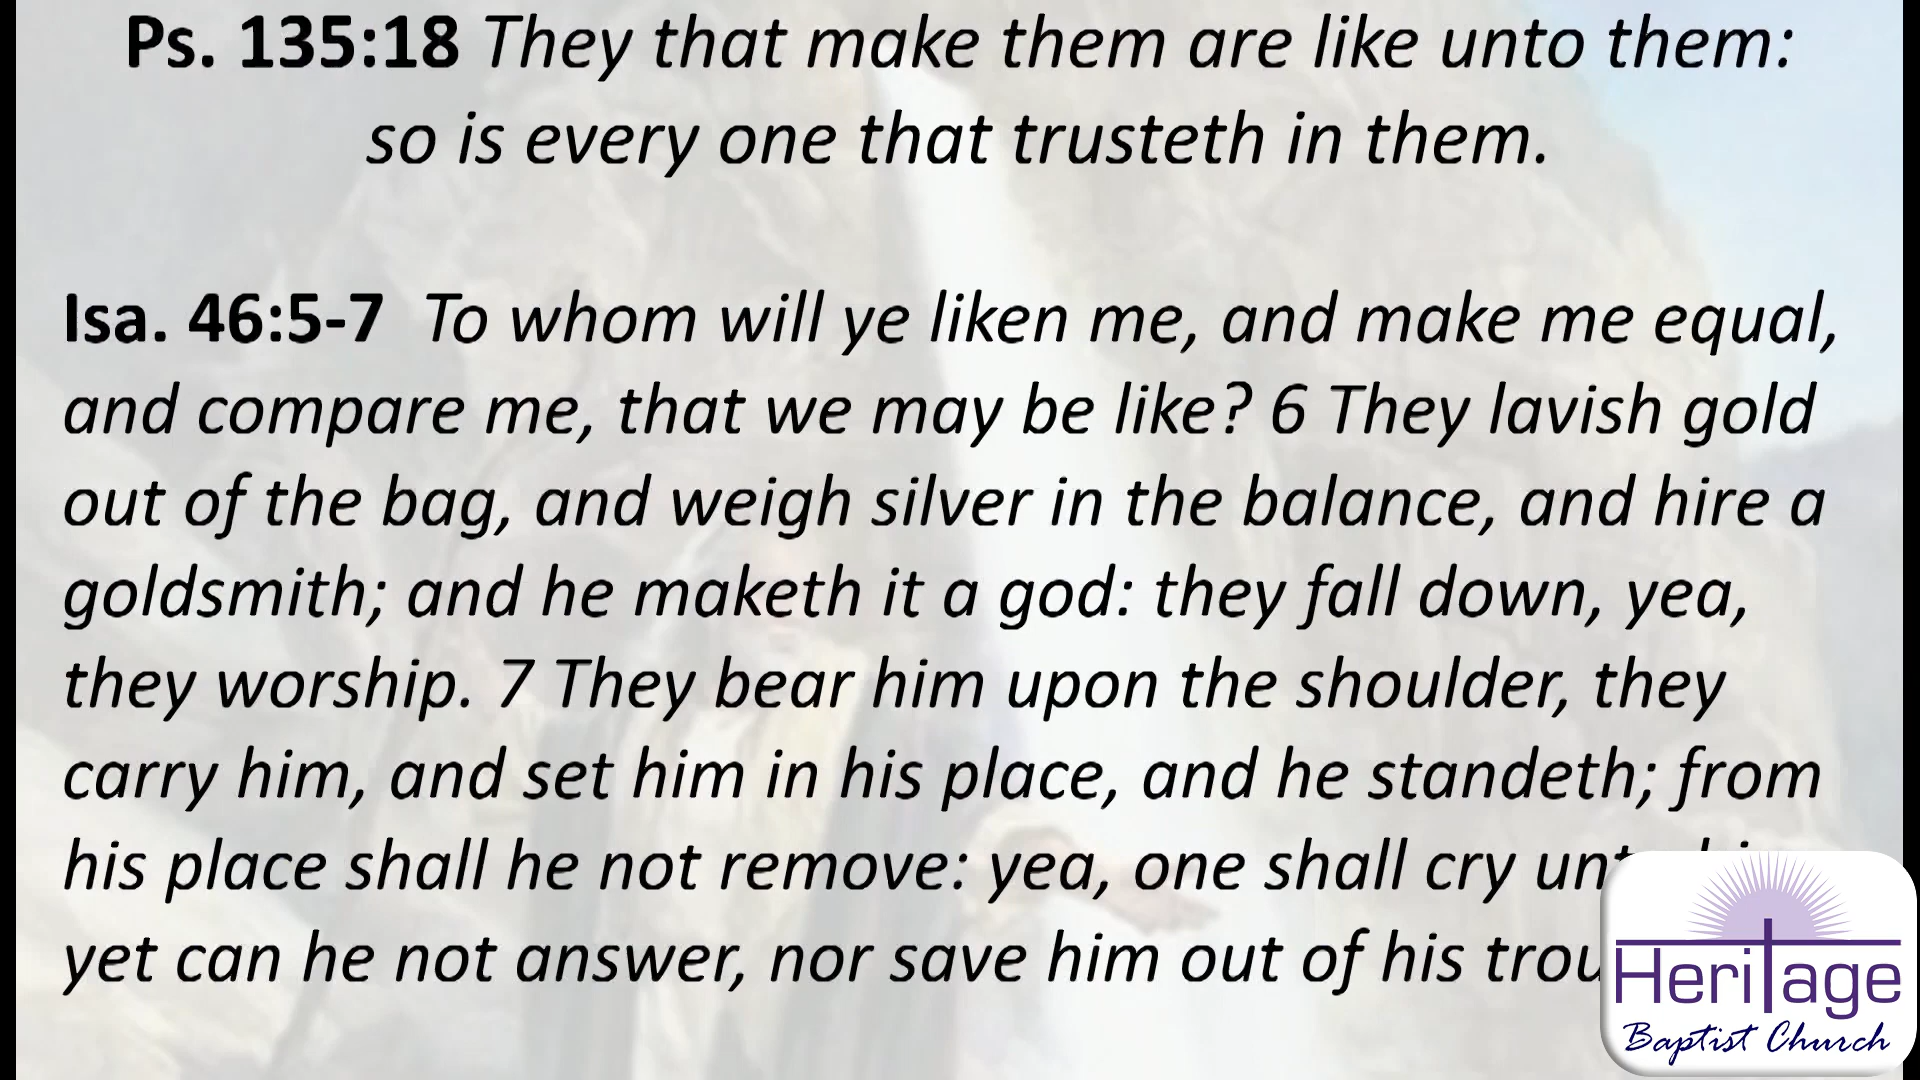 Ps. 135:18 They that make them are like unto them:
so is every one that trusteth in them.
Isa. 46:5-7 To whom will ye liken me, and make me equal,
and compare me, that we may be like? 6 They lavish gold
out of the bag, and weigh silver in the balance, and hire a
goldsmith; and he maketh it a god: they fall down, yea,
they worship. 7 They bear him upon the shoulder, they
carry him, and set him in his place, and he standeth; from
his place shall he not remove: yea, one shall cry
yet can he not answer, nor save him out of his
Heritage
Baptist Church